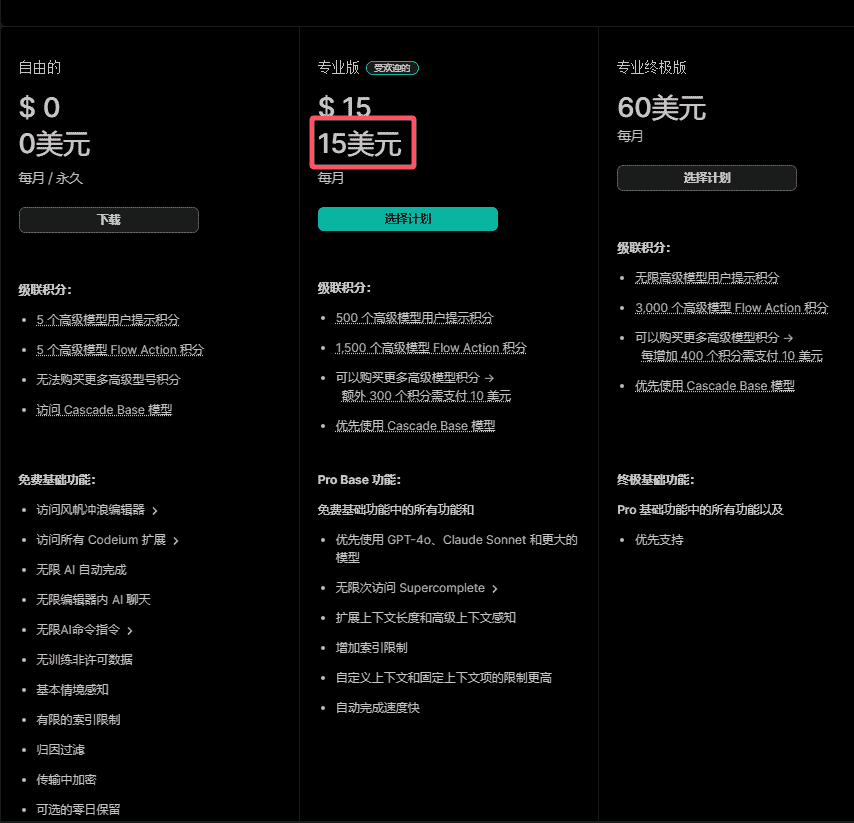 自由的
$ 0
0美元
每月 / 永久
下载
级联积分:
5 个高级模型用户提示积分
5 个高级模型 Flow Action 积分
无法购买更多高级型号积分
访问 Cascade Base 模型
免费基础功能:
访问风帆冲浪编辑器
访问所有 Codeium 扩展
无限 AI 自动完成
无限编辑器内 AI 聊天
无限AI命令指令
无训练非许可数据
基本情境感知
有限的索引限制
归因过滤
传输中加密
可选的零日保留
专业版 受欢迎的
$ 15
15美元
每月
选择计划
级联积分:
500 个高级模型用户提示积分
1,500 个高级模型 Flow Action 积分
可以购买更多高级模型积分 →
额外 300 个积分需支付 10 美元
优先使用 Cascade Base 模型
Pro Base 功能:
免费基础功能中的所有功能和
优先使用 GPT-4o、Claude Sonnet 和更大的
模型
无限次访问 Supercomplete
扩展上下文长度和高级上下文感知
增加索引限制
自定义上下文和固定上下文项的限制更高
自动完成速度快
专业终极版
60美元
每月
选择计划
级联积分:
无限高级模型用户提示积分
3,000 个高级模型 Flow Action 积分
可以购买更多高级模型积分 →
每增加 400 个积分需支付 10 美元
优先使用 Cascade Base 模型
终极基础功能:
Pro 基础功能中的所有功能以及
优先支持